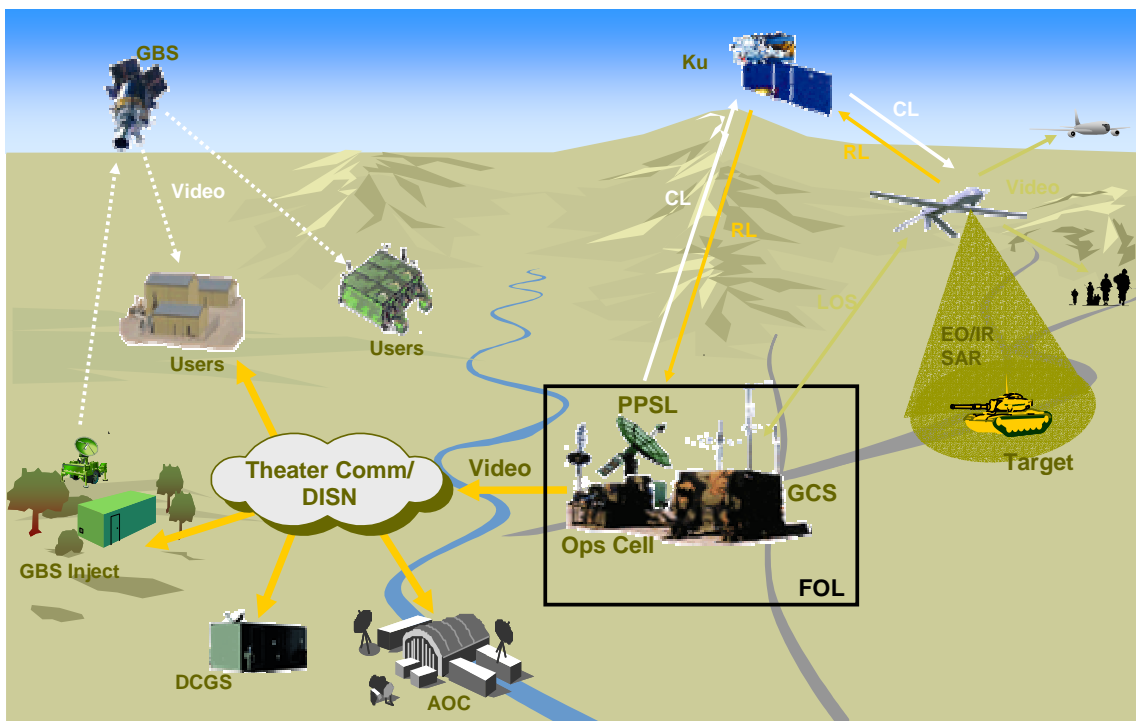 GBS
Ku
CL
RL
Video
Video
CL
RL
LOS
Users
Users
EO/IR
SAR
PPSL
Theater Comm/
DISN
Video
GCS
Target
Ops Cell
GBS Inject
FOL
DCGS
AOC